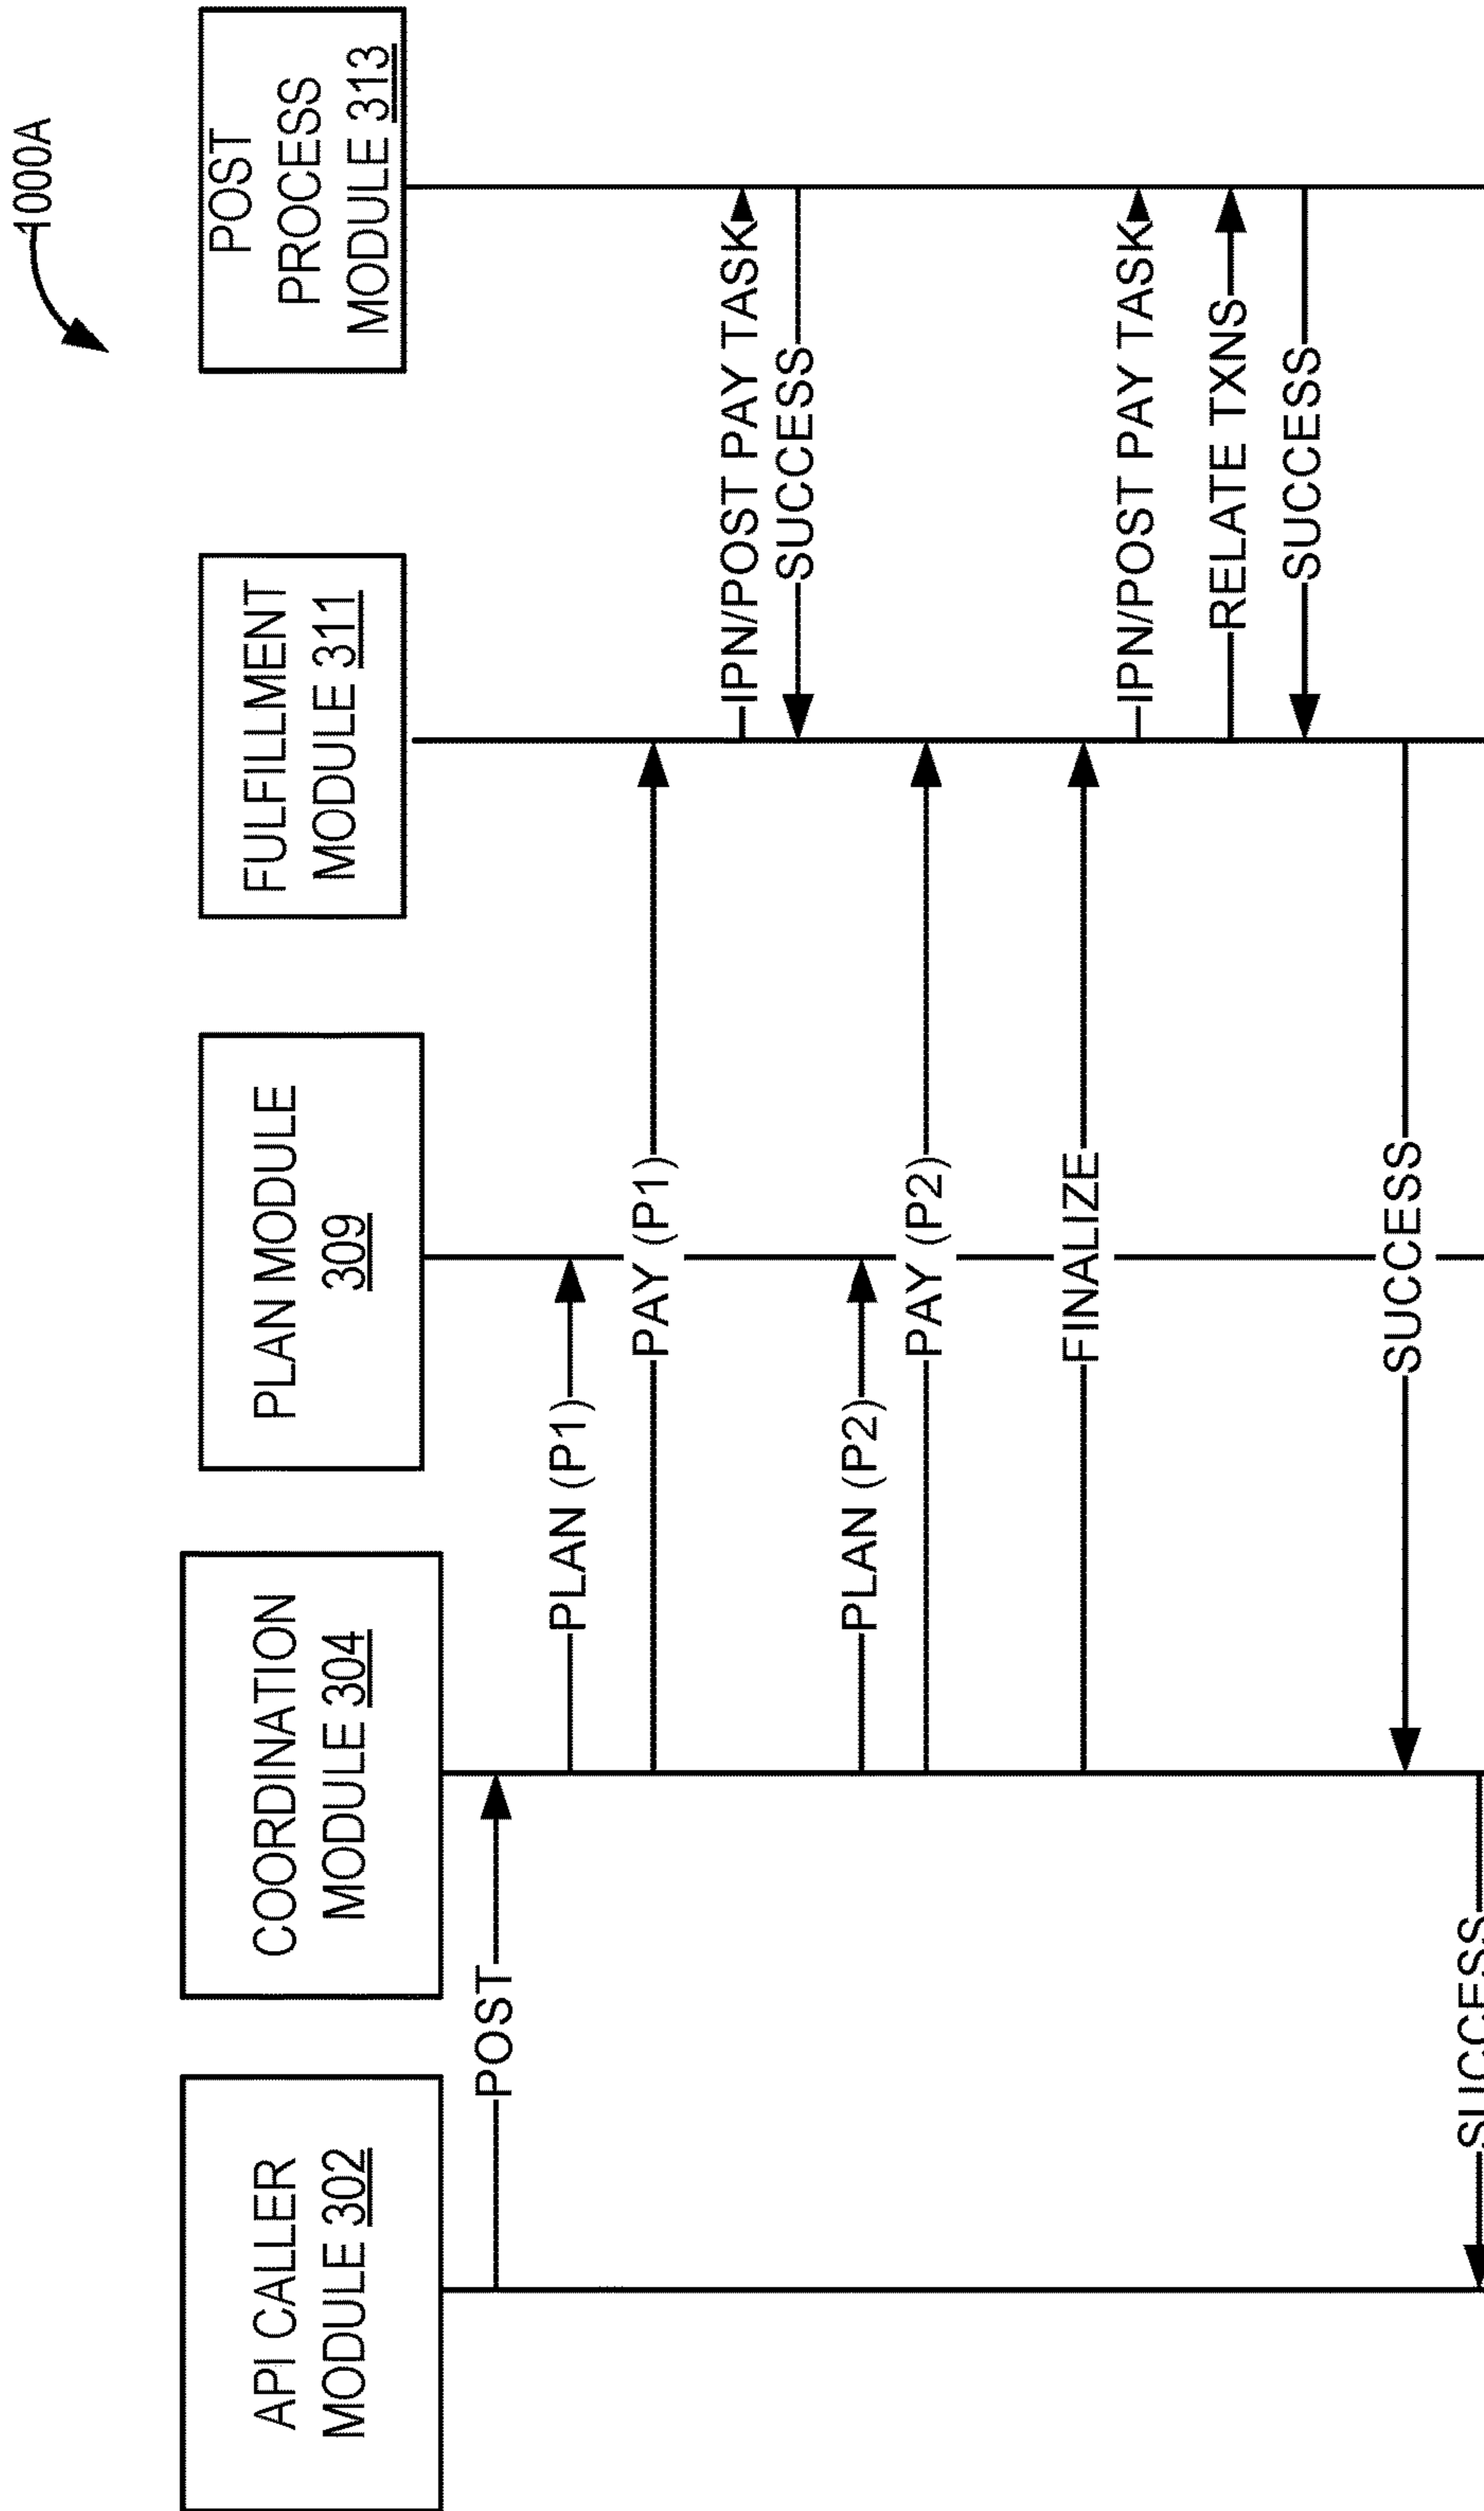 1000A
API CALLER
MODULE 302
COORDINATION
MODULE 304
PLAN MODULE
309
FULFILLMENT
MODULE 311
POST
PROCESS
MODULE 313
POST
PLAN (P1)
PAY (P1)
IPN/POST PAY TASK
SUCCESS
PLAN (P2)
PAY (P2)
FINALIZE
IPN/POST PAY TASK
RELATE TXNS
SUCCESS
SUCCESS
SUCCESS